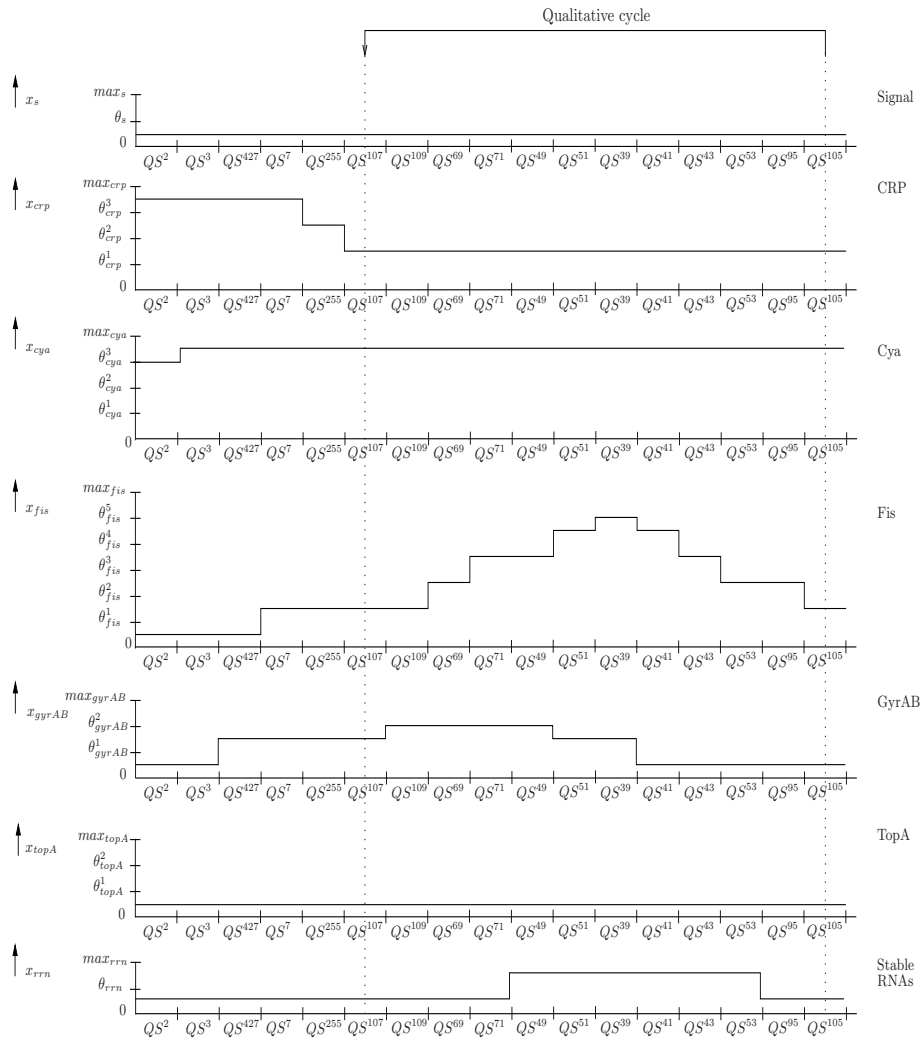 Qualitative cycle
x_s
max_s
θ_s
0
Signal
QS^2 QS^3 QS^427 QS^7 QS^255 QS^107 QS^109 QS^69 QS^71 QS^49 QS^51 QS^39 QS^41 QS^43 QS^53 QS^95 QS^105
x_crp
max_crp
θ^3_crp
θ^2_crp
θ^1_crp
0
CRP
QS^2 QS^3 QS^427 QS^7 QS^255 QS^107 QS^109 QS^69 QS^71 QS^49 QS^51 QS^39 QS^41 QS^43 QS^53 QS^95 QS^105
x_cya
max_cya
θ^3_cya
θ^2_cya
θ^1_cya
0
Cya
QS^2 QS^3 QS^427 QS^7 QS^255 QS^107 QS^109 QS^69 QS^71 QS^49 QS^51 QS^39 QS^41 QS^43 QS^53 QS^95 QS^105
x_fis
max_fis
θ^5_fis
θ^4_fis
θ^3_fis
θ^2_fis
θ^1_fis
0
Fis
QS^2 QS^3 QS^427 QS^7 QS^255 QS^107 QS^109 QS^69 QS^71 QS^49 QS^51 QS^39 QS^41 QS^43 QS^53 QS^95 QS^105
x_gyrAB
max_gyrAB
θ^2_gyrAB
θ^1_gyrAB
0
GyrAB
QS^2 QS^3 QS^427 QS^7 QS^255 QS^107 QS^109 QS^69 QS^71 QS^49 QS^51 QS^39 QS^41 QS^43 QS^53 QS^95 QS^105
x_topA
max_topA
θ^2_topA
θ^1_topA
0
TopA
QS^2 QS^3 QS^427 QS^7 QS^255 QS^107 QS^109 QS^69 QS^71 QS^49 QS^51 QS^39 QS^41 QS^43 QS^53 QS^95 QS^105
x_rrn
max_rrn
θ_rrn
0
Stable
RNAs
QS^2 QS^3 QS^427 QS^7 QS^255 QS^107 QS^109 QS^69 QS^71 QS^49 QS^51 QS^39 QS^41 QS^43 QS^53 QS^95 QS^105